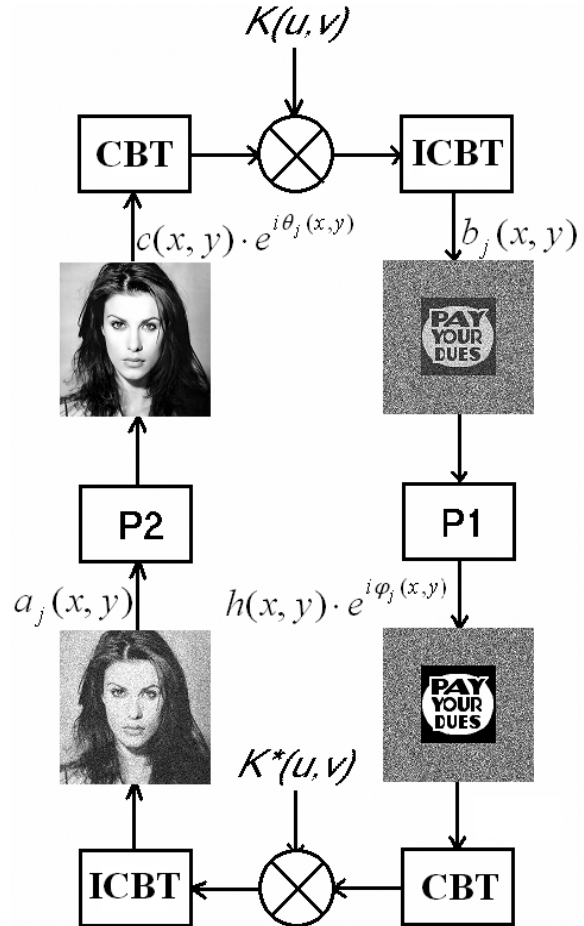 K(u,v)
CBT
ICBT
c(x, y) · e^{iθ_j(x,y)}
b_j(x, y)
PAY
YOUR
DUES
P2
P1
a_j(x, y)
h(x, y) · e^{iφ_j(x,y)}
PAY
YOUR
DUES
K*(u,v)
ICBT
CBT